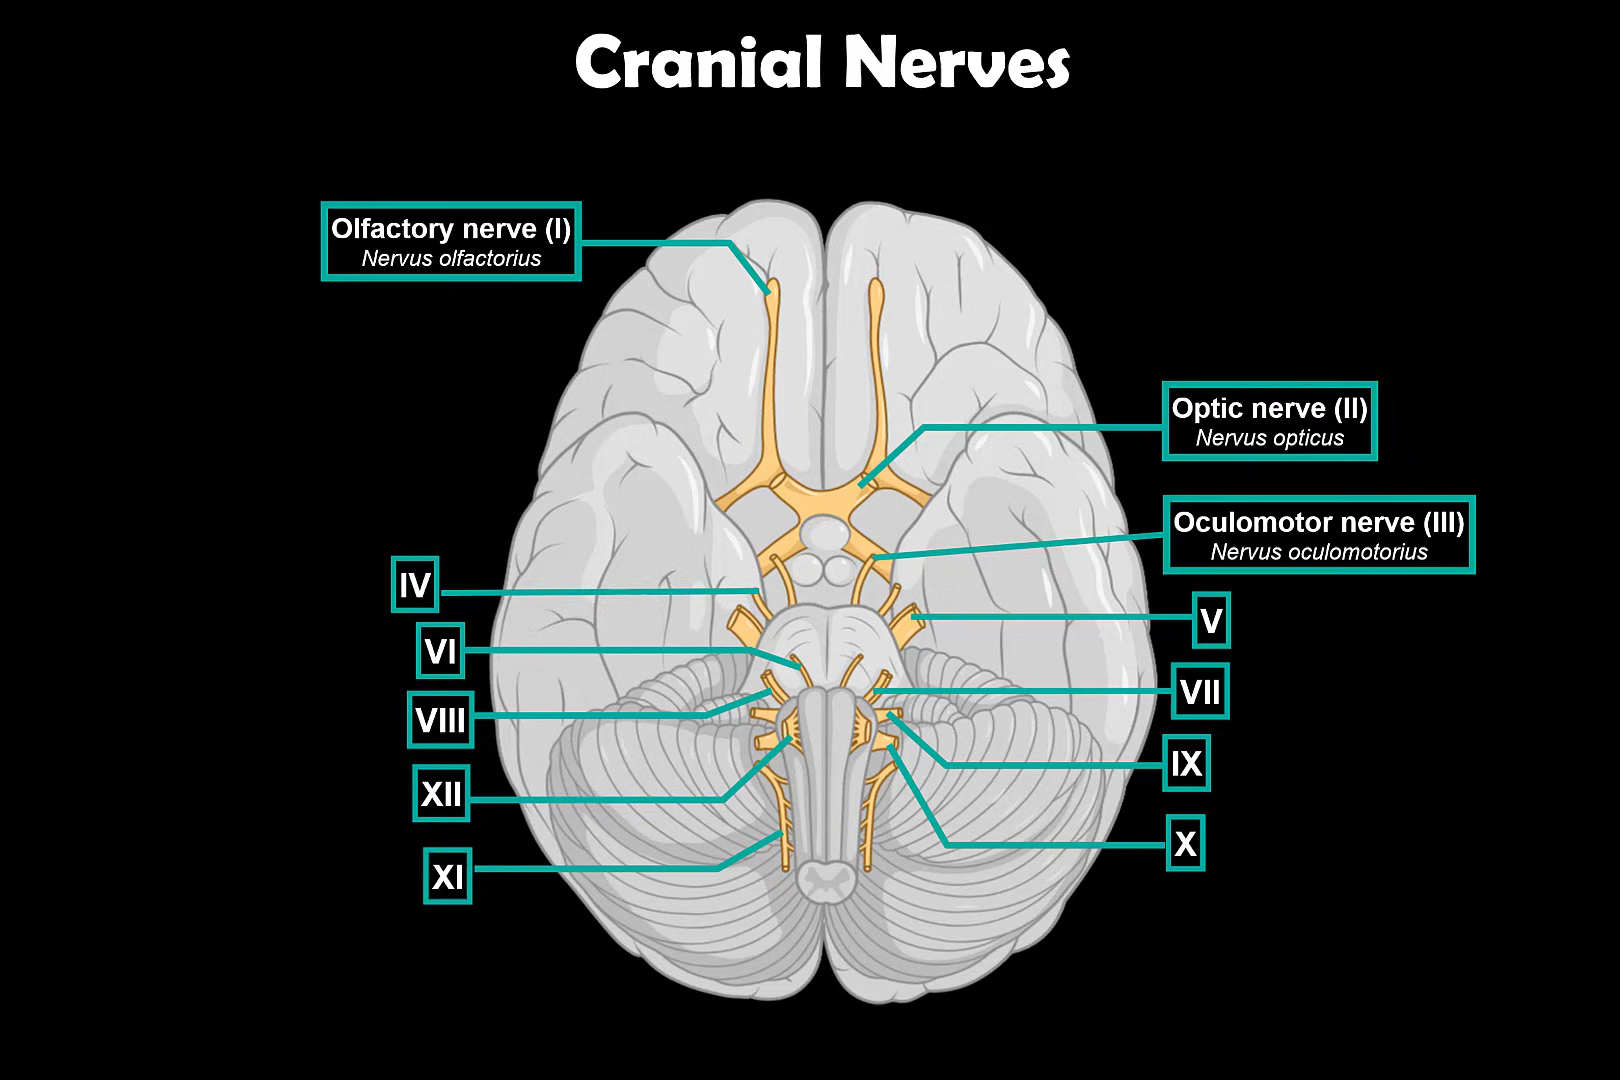 Cranial Nerves
Olfactory nerve (I)
Nervus olfactorius
Optic nerve (II)
Nervus opticus
Oculomotor nerve (III)
Nervus oculomotorius
IV
V
VI
VII
VIII
IX
XII
X
XI